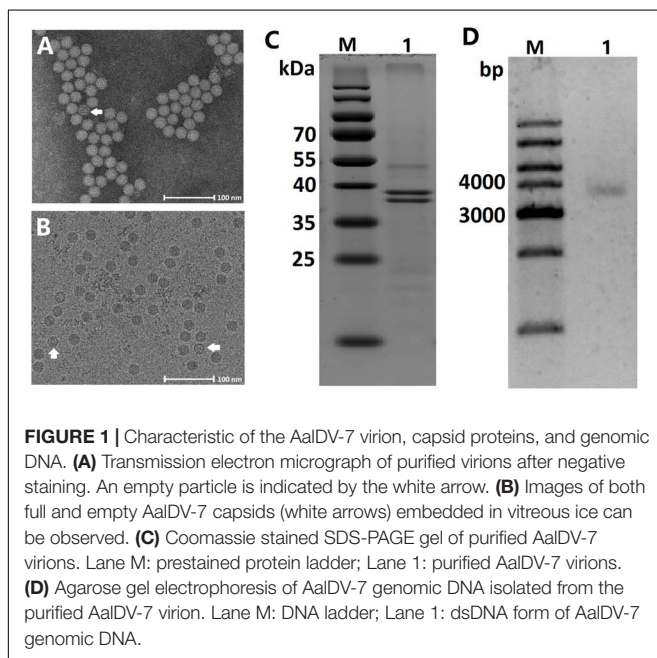 A
100 nm
B
100 nm
C
M 1
kDa
70
55
40
35
25
D
M 1
bp
4000
3000
FIGURE 1 | Characteristic of the AalDV-7 virion, capsid proteins, and genomic
DNA. (A) Transmission electron micrograph of purified virions after negative
staining. An empty particle is indicated by the white arrow. (B) Images of both
full and empty AalDV-7 capsids (white arrows) embedded in vitreous ice can
be observed. (C) Coomassie stained SDS-PAGE gel of purified AalDV-7
virions. Lane M: prestained protein ladder; Lane 1: purified AalDV-7 virions.
(D) Agarose gel electrophoresis of AalDV-7 genomic DNA isolated from the
purified AalDV-7 virion. Lane M: DNA ladder; Lane 1: dsDNA form of AalDV-7
genomic DNA.